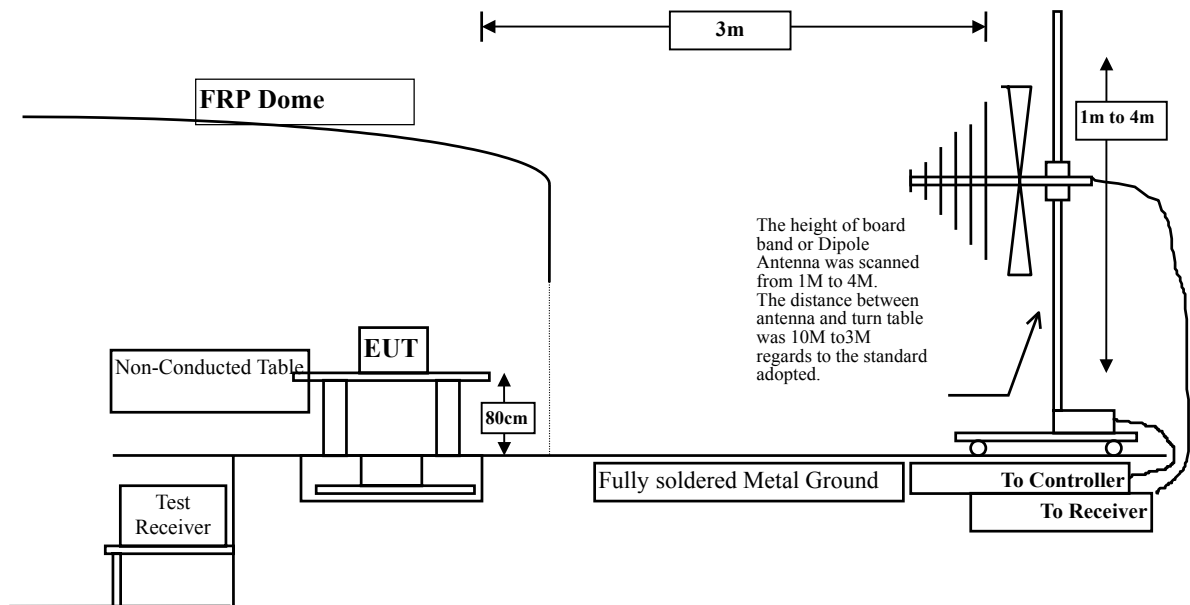 3m
FRP Dome
1m to 4m
The height of board
band or Dipole
Antenna was scanned
from 1M to 4M.
The distance between
antenna and turn table
was 10M to3M
regards to the standard
adopted.
EUT
Non-Conducted Table
80cm
Fully soldered Metal Ground
To Controller
To Receiver
Test
Receiver